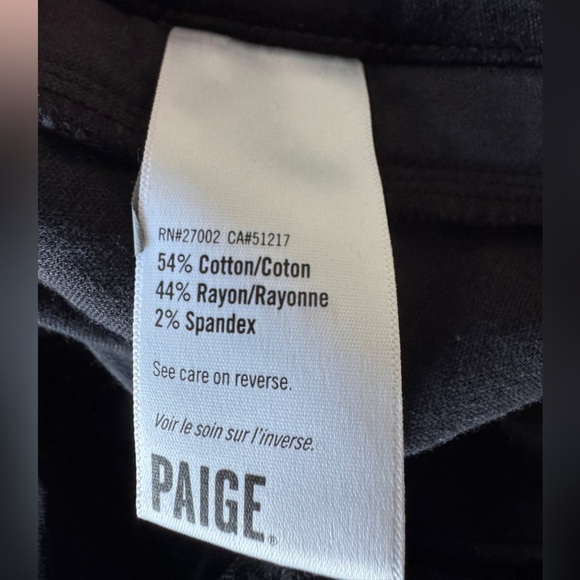 RN#27002 CA#51217
54% Cotton/Coton
44% Rayon/Rayonne
2% Spandex
See care on reverse.
Voir le soin sur l'inverse.
PAIGE®